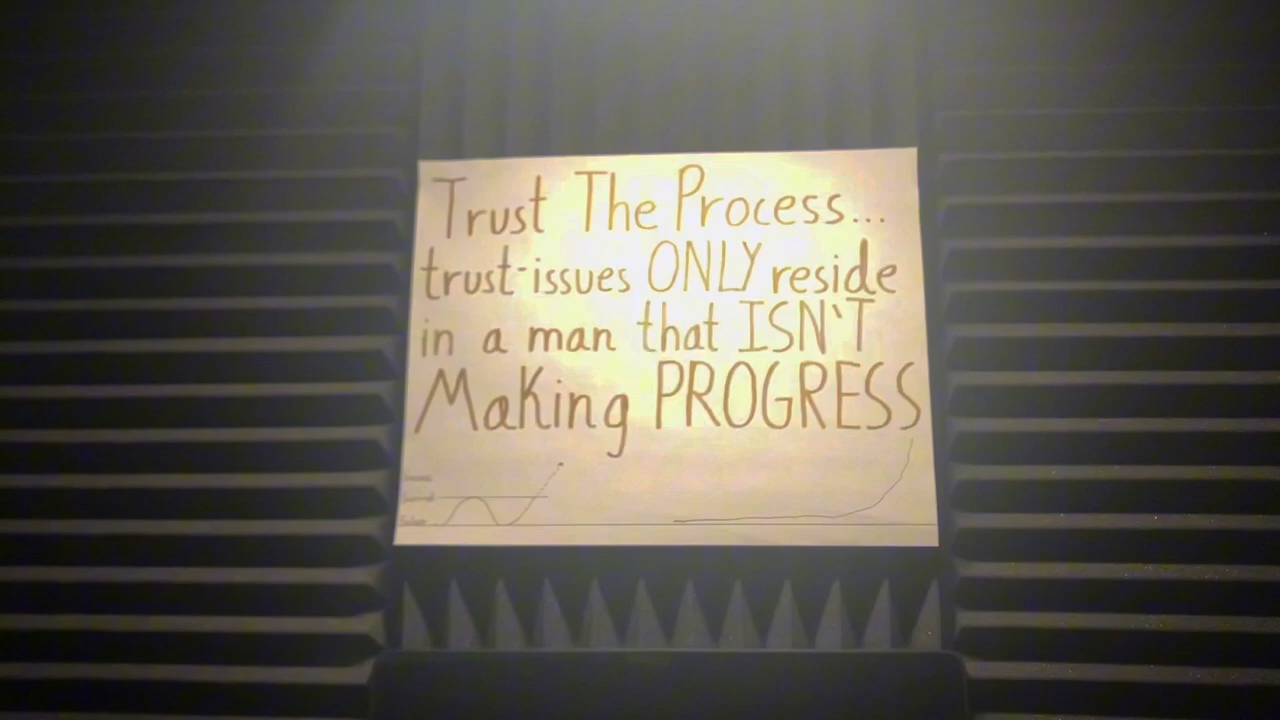 Trust The Process...
trust-issues ONLY reside
in a man that ISN'T
Making PROGRESS